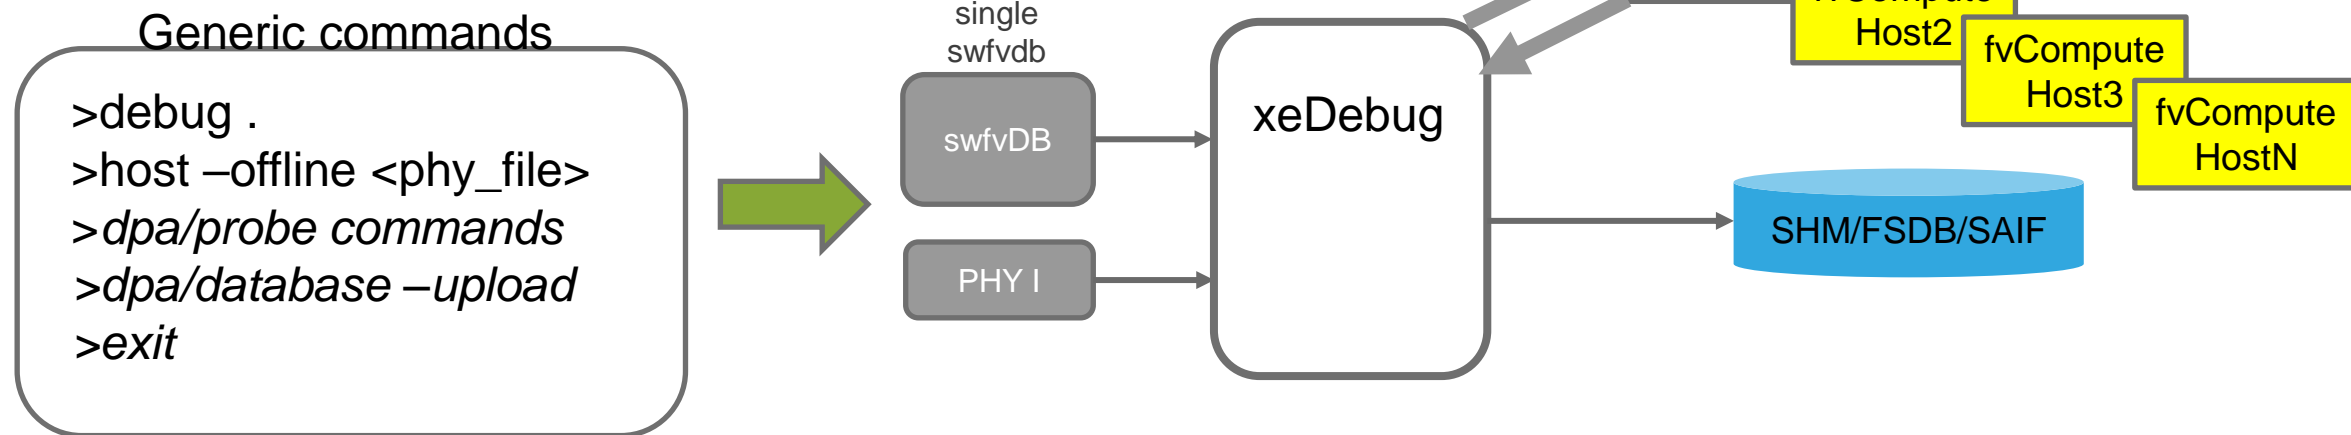 Generic commands
>debug .
>host –offline <phy_file>
>dpa/probe commands
>dpa/database –upload
>exit
single
swfvdb
swfvDB
PHY I
xeDebug
Host2
fvCompute
Host3
fvCompute
HostN
SHM/FSDB/SAIF